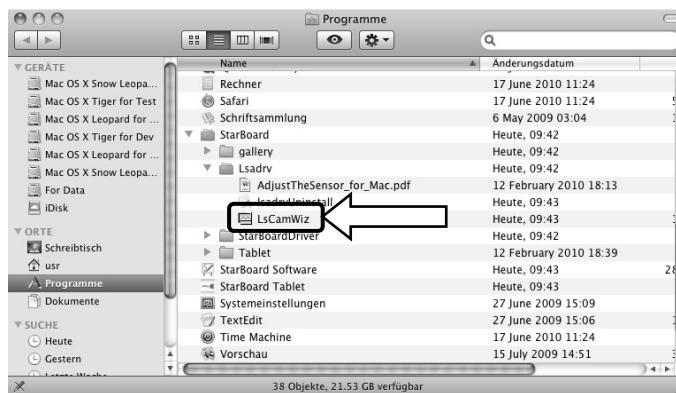 Programme
GERÄTE
Mac OS X Snow Leopa...
Mac OS X Tiger for Test
Mac OS X Leopard for ...
Mac OS X Tiger for Dev
Mac OS X Leopard for ...
Mac OS X Snow Leopa...
For Data
iDisk
ORTE
Schreibtisch
usr
Programme
Dokumente
SUCHE
Heute
Gestern
Letzte Woche
Name Änderungsdatum
Rechner 17 June 2010 11:24
Safari 17 June 2010 11:24
Schriftsammlung 6 May 2009 03:04
StarBoard Heute, 09:42
gallery Heute, 09:42
Lsadrv Heute, 09:42
AdjustTheSensor_for_Mac.pdf 12 February 2010 18:13
lsadrvUninstall Heute, 09:43
LsCamWiz Heute, 09:43
StarBoardDriver Heute, 09:42
Tablet 12 February 2010 18:39
StarBoard Software Heute, 09:43 28
StarBoard Tablet Heute, 09:43
Systemeinstellungen 27 June 2009 15:09
TextEdit 27 June 2009 15:06
Time Machine 17 June 2010 11:24
Vorschau 15 July 2009 14:51
38 Objekte, 21.53 GB verfügbar